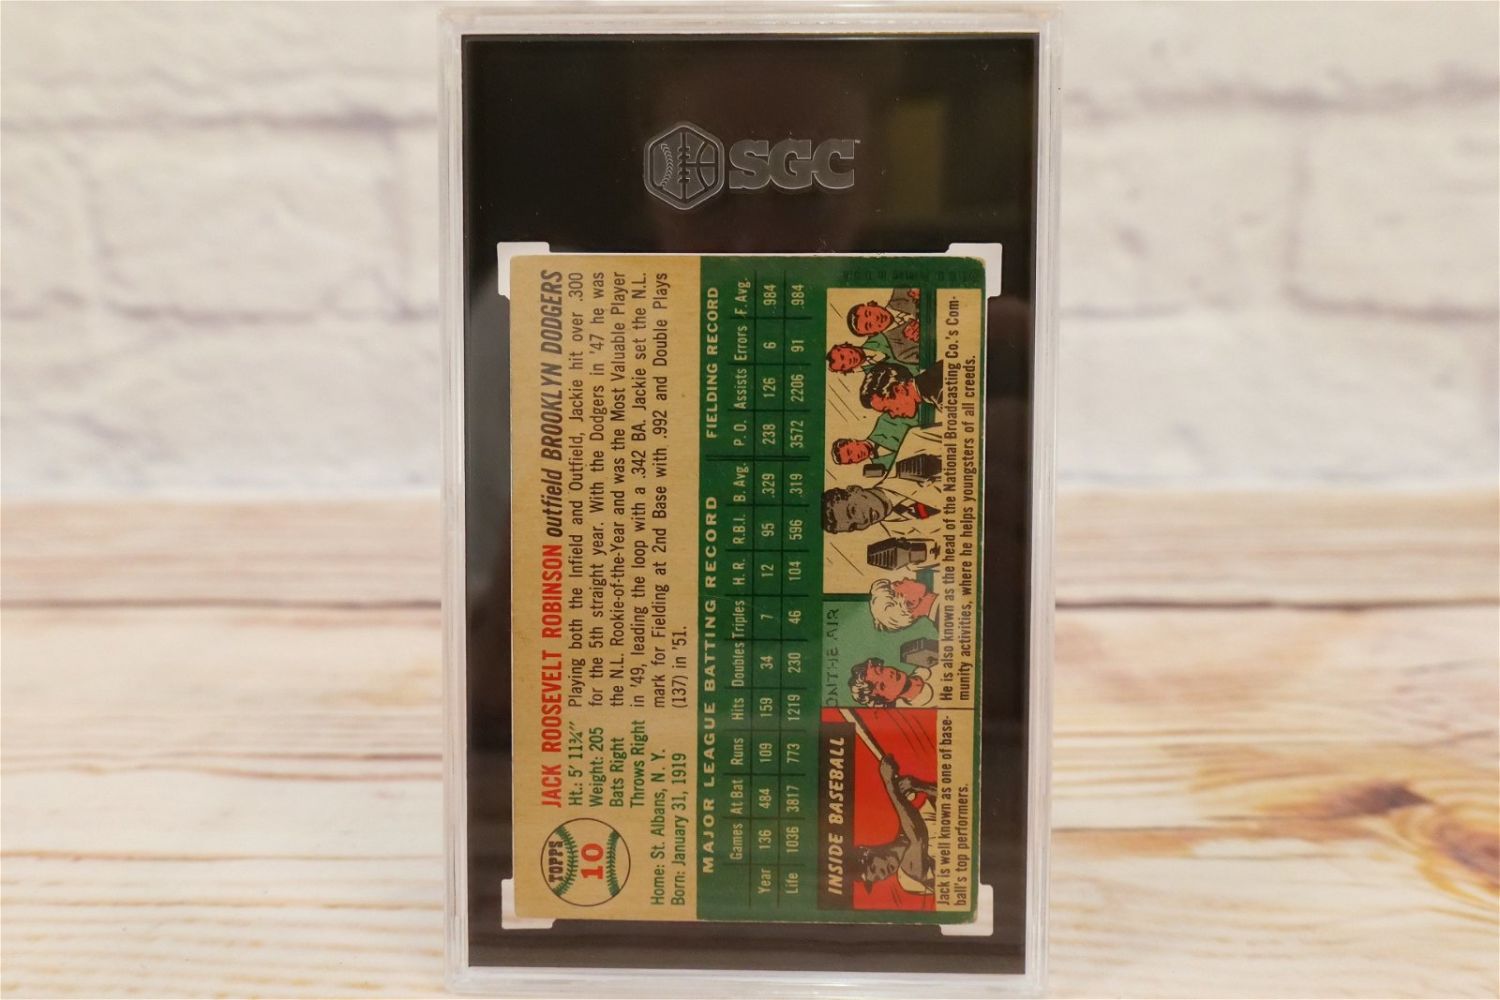 SGC
TOPPS
10
JACK ROOSEVELT ROBINSON outfield BROOKLYN DODGERS
Ht.: 5' 11¾"
Weight: 205
Bats Right
Throws Right
Home: St. Albans, N. Y.
Born: January 31, 1919
Playing both the Infield and Outfield, Jackie hit over .300
for the 5th straight year. With the Dodgers in '47 he was
the N.L. Rookie-of-the-Year and was the Most Valuable Player
in '49, leading the loop with a .342 BA. Jackie set the N.L.
mark for Fielding at 2nd Base with .992 and Double Plays
(137) in '51.
MAJOR LEAGUE BATTING RECORD FIELDING RECORD
Games At Bat Runs Hits Doubles Triples H. R. R.B.I. B. Avg. P. O. Assists Errors F. Avg.
Year 136 484 109 159 34 7 12 95 .329 238 126 6 .984
Life 1036 3817 773 1219 230 46 104 596 .319 3572 2206 91 .984
INSIDE BASEBALL
ON THE AIR
Jack is well known as one of base-
ball's top performers.
He is also known as the head of the National Broadcasting Co.'s Com-
munity activities, where he helps youngsters of all creeds.